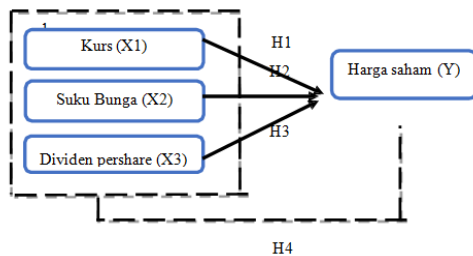 Kurs (X1)
H1
H2
Harga saham (Y)
Suku Bunga (X2)
H3
Dividen pershare (X3)
H4